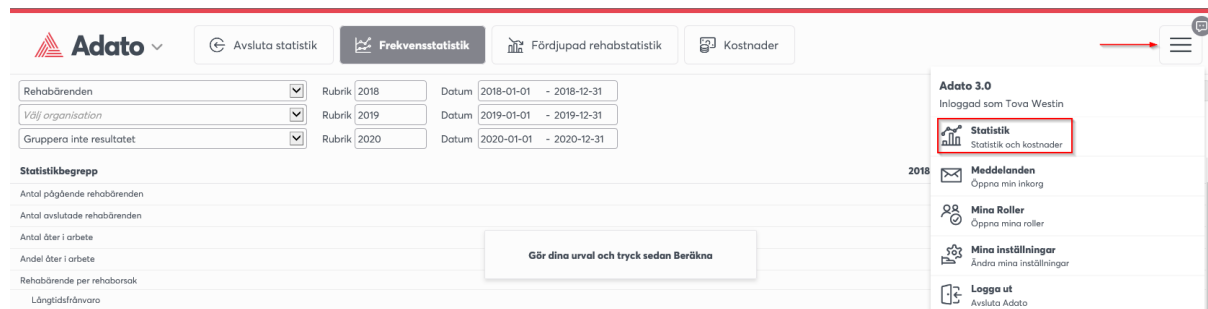 Adato
Avsluta statistik
Frekvensstatistik
Fördjupad rehabstatistik
Kostnader
Rehabärenden
Rubrik 2018
Datum 2018-01-01 - 2018-12-31
Välj organisation
Rubrik 2019
Datum 2019-01-01 - 2019-12-31
Gruppera inte resultatet
Rubrik 2020
Datum 2020-01-01 - 2020-12-31
Statistikbegrepp 2018
Antal pågående rehabärenden
Antal avslutade rehabärenden
Antal åter i arbete
Andel åter i arbete
Rehabärende per rehaborsak
Långtidsfrånvaro
Gör dina urval och tryck sedan Beräkna
Adato 3.0
Inloggad som Tova Westin
Statistik
Statistik och kostnader
Meddelanden
Öppna min inkorg
Mina Roller
Öppna mina roller
Mina inställningar
Ändra mina inställningar
Logga ut
Avsluta Adato